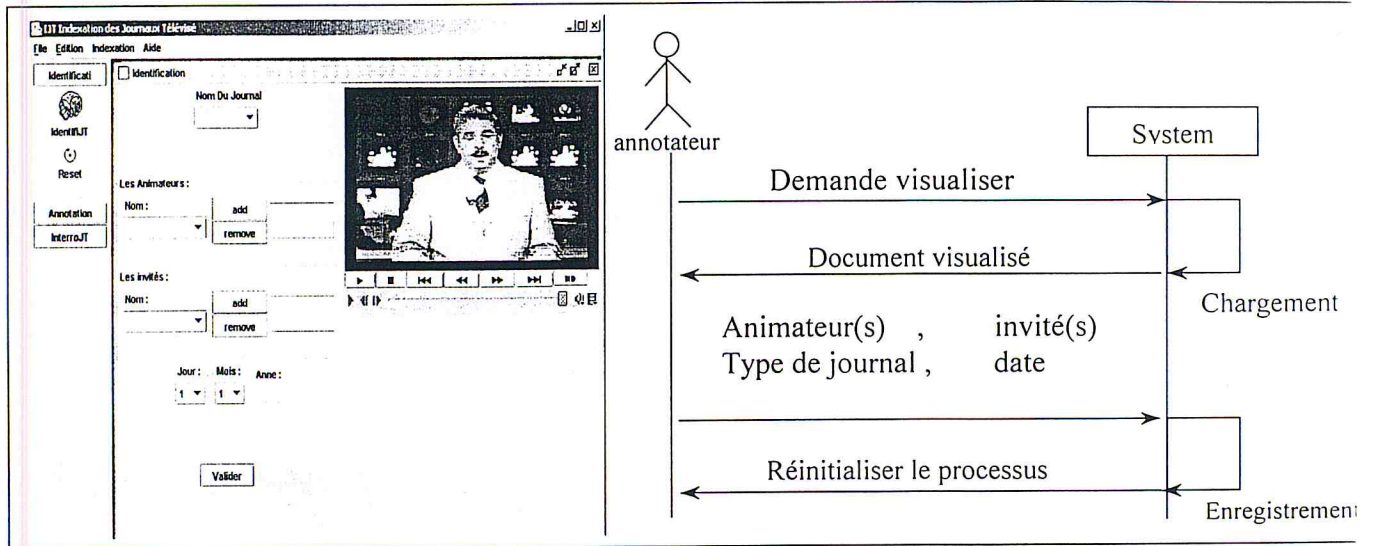 IJT Indexation des Journaux Télévisé
File Edition Indexation Aide
Identificati
IdentifiJT
Reset
Annotation
InterroJT
Identification
Nom Du Journal
Les Animateurs :
Nom :
add
remove
Les invités :
Nom :
add
remove
Jour : Mois : Anne :
1 1
Valider
annotateur
System
Demande visualiser
Document visualisé
Chargement
Animateur(s) , invité(s)
Type de journal , date
Réinitialiser le processus
Enregistrement